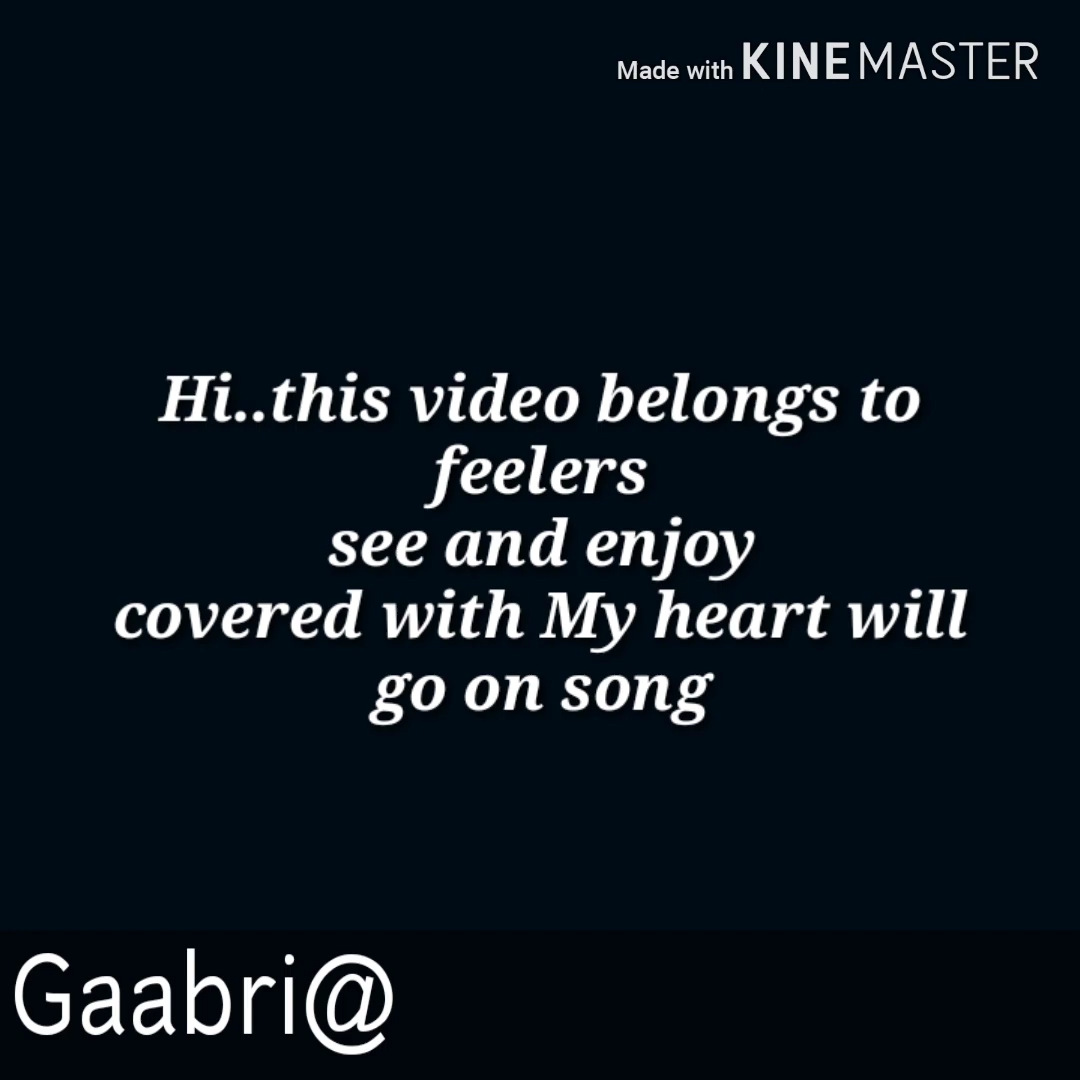 Made with KINEMASTER
Hi..this video belongs to
feelers
see and enjoy
covered with My heart will
go on song
Gaabri@